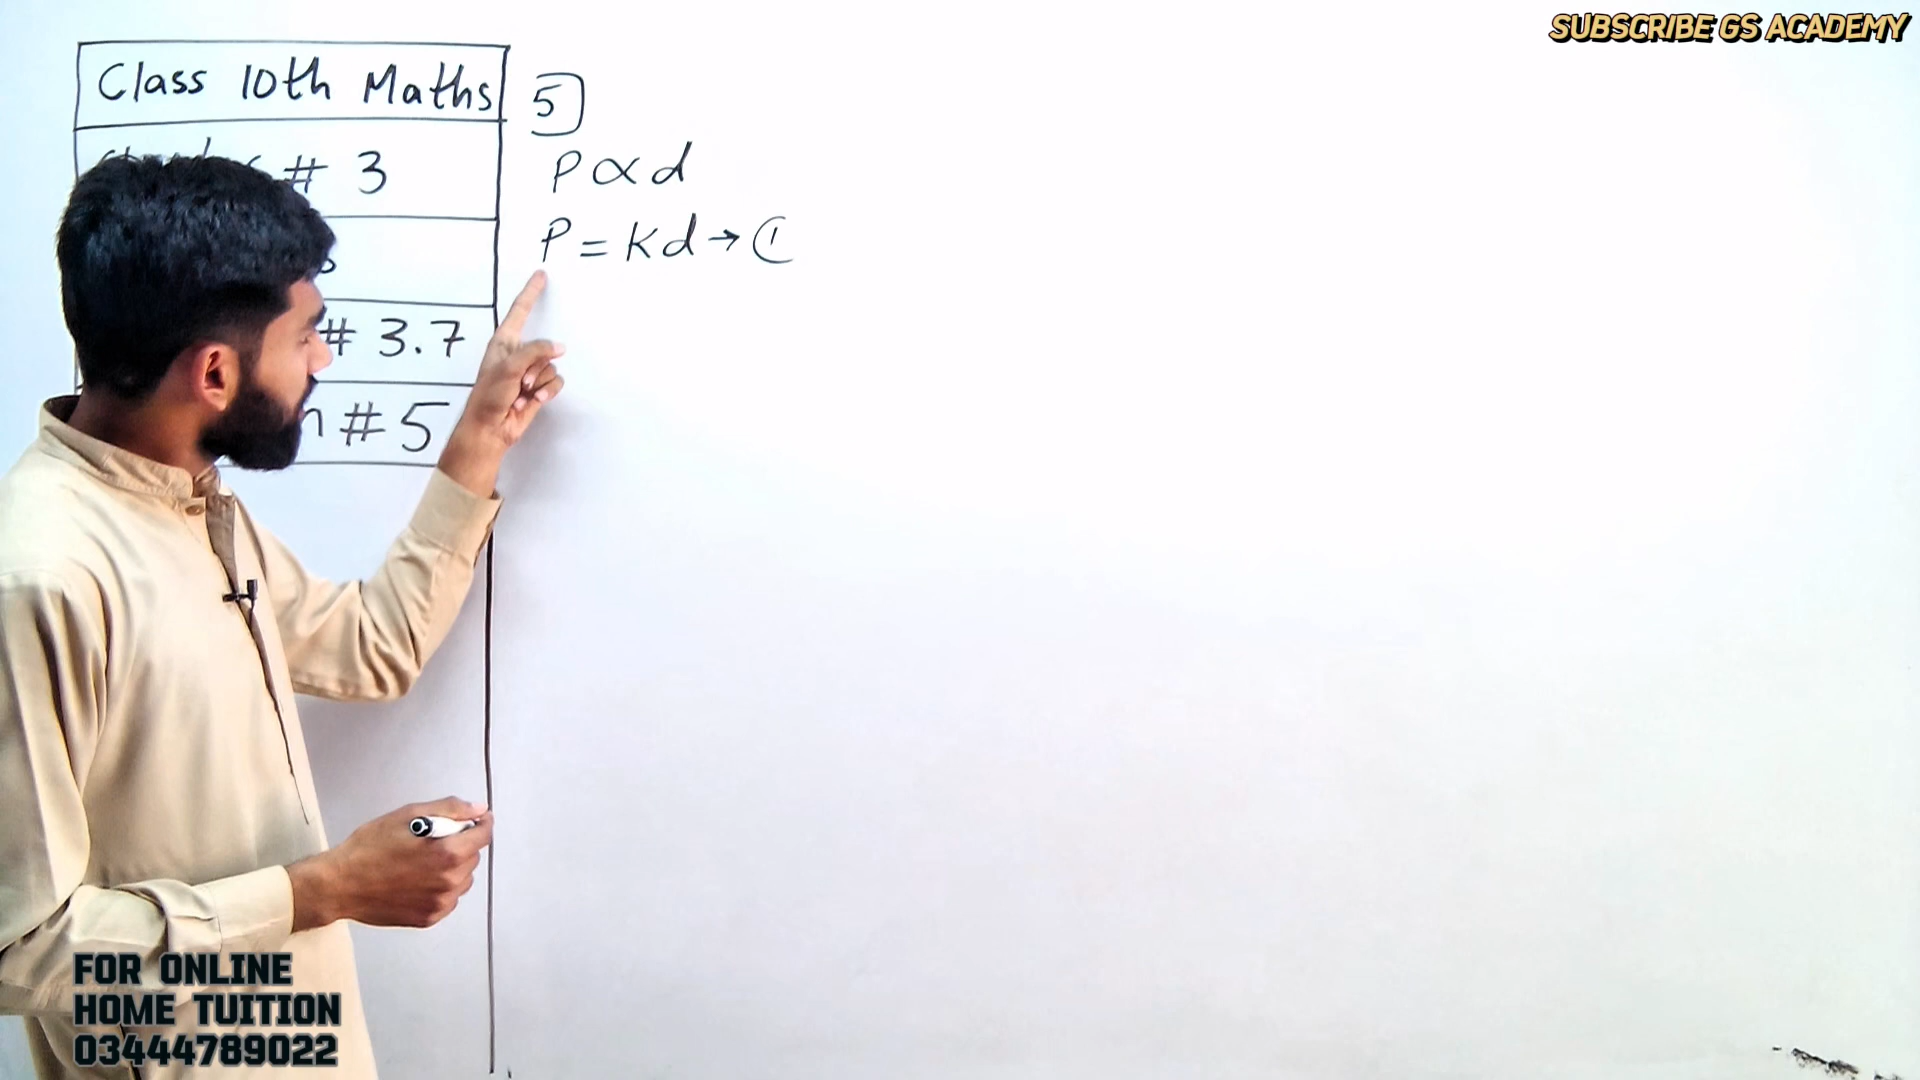 SUBSCRIBE GS ACADEMY
Class 10th Maths
# 3
# 3.7
# 5
5
P ∝ d
P = Kd → 1
FOR ONLINE
HOME TUITION
03444789022